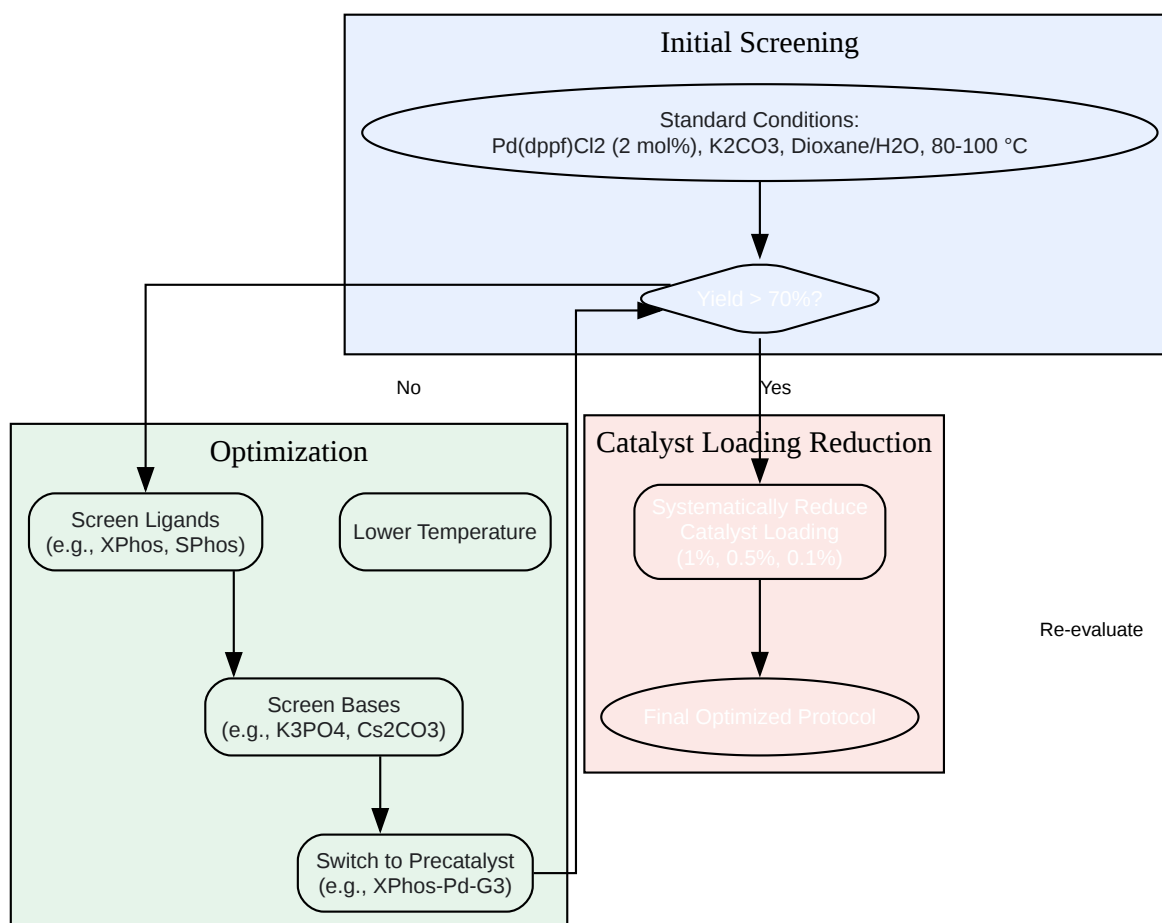 Initial Screening
Standard Conditions:
Pd(dppf)Cl2 (2 mol%), K2CO3, Dioxane/H2O, 80-100 °C
Yield > 70%?
No
Yes
Optimization
Screen Ligands
(e.g., XPhos, SPhos)
Lower Temperature
Screen Bases
(e.g., K3PO4, Cs2CO3)
Switch to Precatalyst
(e.g., XPhos-Pd-G3)
Catalyst Loading Reduction
Systematically Reduce
Catalyst Loading
(1%, 0.5%, 0.1%)
Final Optimized Protocol
Re-evaluate